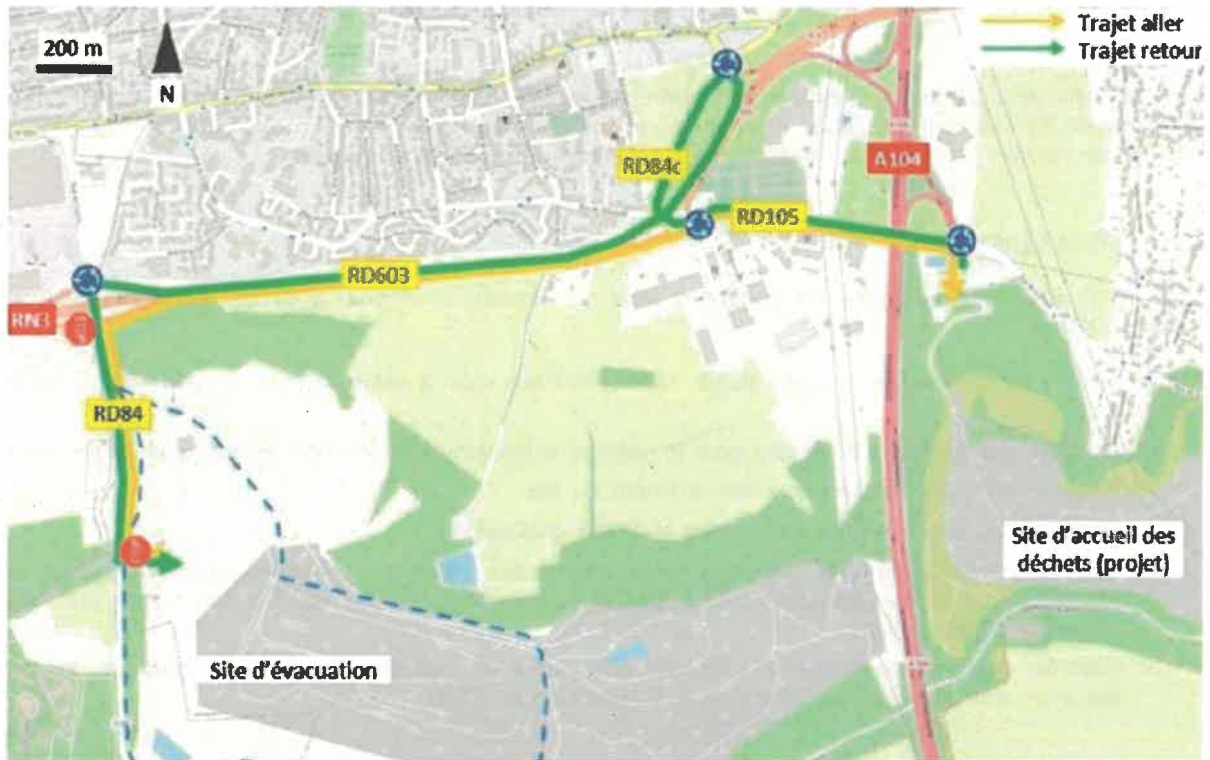 200 m
N
Trajet aller
Trajet retour
RD84c
A104
RD105
RD603
RN3
RD84
Site d'accueil des
déchets (projet)
Site d'évacuation